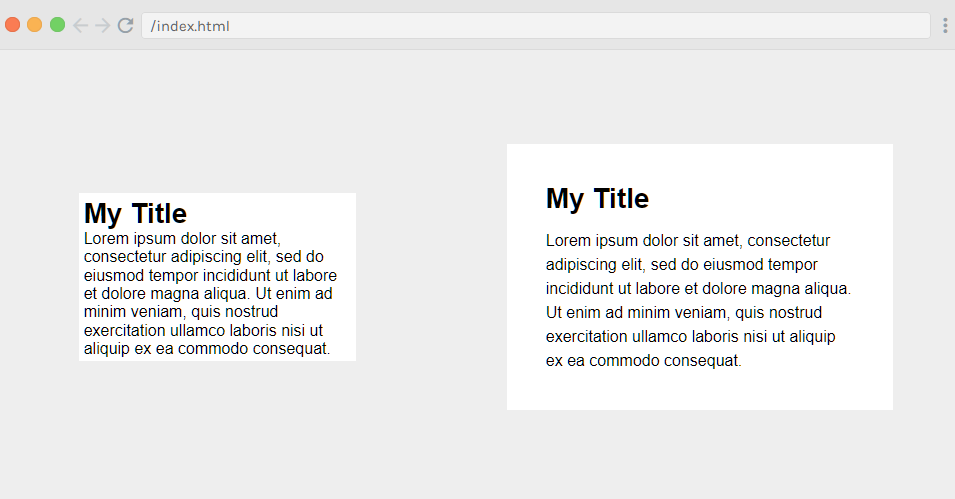 /index.html
My Title
Lorem ipsum dolor sit amet,
consectetur adipiscing elit, sed do
eiusmod tempor incididunt ut labore
et dolore magna aliqua. Ut enim ad
minim veniam, quis nostrud
exercitation ullamco laboris nisi ut
aliquip ex ea commodo consequat.
My Title
Lorem ipsum dolor sit amet, consectetur
adipiscing elit, sed do eiusmod tempor
incididunt ut labore et dolore magna aliqua.
Ut enim ad minim veniam, quis nostrud
exercitation ullamco laboris nisi ut aliquip
ex ea commodo consequat.